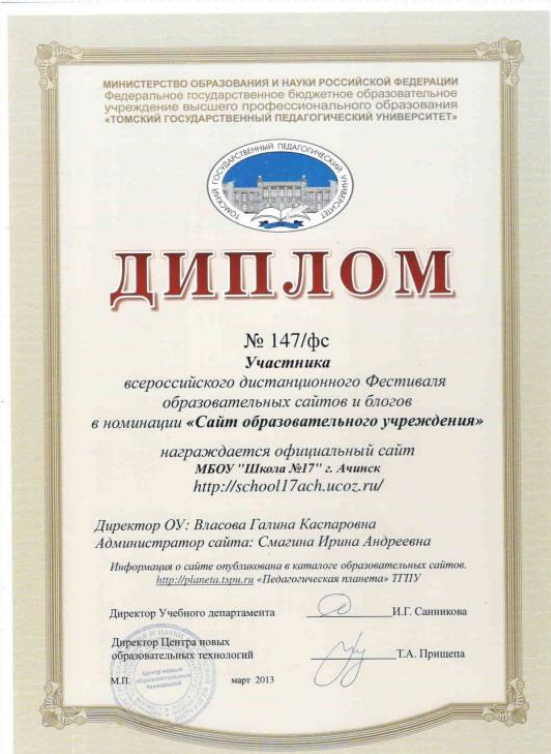 МИНИСТЕРСТВО ОБРАЗОВАНИЯ И НАУКИ РОССИЙСКОЙ ФЕДЕРАЦИИ
Федеральное государственное бюджетное образовательное
учреждение высшего профессионального образования
«ТОМСКИЙ ГОСУДАРСТВЕННЫЙ ПЕДАГОГИЧЕСКИЙ УНИВЕРСИТЕТ»
ТОМСКИЙ ГОСУДАРСТВЕННЫЙ ПЕДАГОГИЧЕСКИЙ УНИВЕРСИТЕТ
ДИПЛОМ
№ 147/фс
Участника
всероссийского дистанционного Фестиваля
образовательных сайтов и блогов
в номинации «Сайт образовательного учреждения»
награждается официальный сайт
МБОУ "Школа №17" г. Ачинск
http://school17ach.ucoz.ru/
Директор ОУ: Власова Галина Каспаровна
Администратор сайта: Смагина Ирина Андреевна
Информация о сайте опубликована в каталоге образовательных сайтов.
http://planeta.tspu.ru «Педагогическая планета» ТГПУ
Директор Учебного департамента И.Г. Санникова
Директор Центра новых
образовательных технологий Т.А. Прищепа
Центр новых
образовательных
технологий
М.П. март 2013